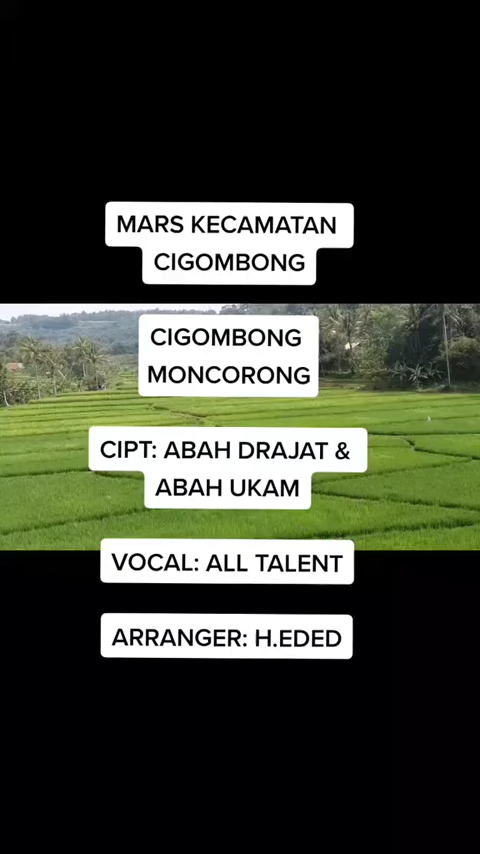 MARS KECAMATAN
CIGOMBONG
CIGOMBONG
MONCORONG
CIPT: ABAH DRAJAT &
ABAH UKAM
VOCAL: ALL TALENT
ARRANGER: H.EDED